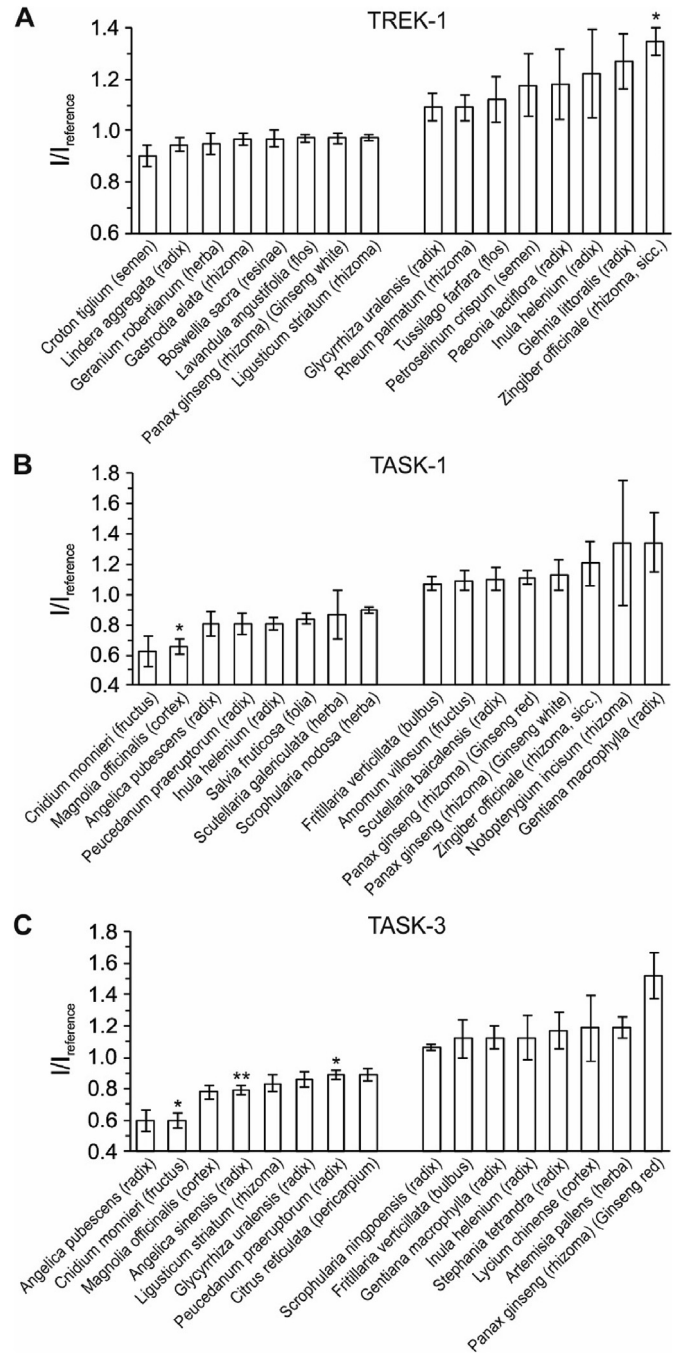 A
TREK-1
I/Ireference
1.4
1.2
1.0
0.8
0.6
*
Croton tiglium (semen)
Lindera aggregata (radix)
Geranium robertianum (herba)
Gastrodia elata (rhizoma)
Boswellia sacra (resinae)
Lavandula angustifolia (flos)
Panax ginseng (rhizoma) (Ginseng white)
Ligusticum striatum (rhizoma)
Glycyrrhiza uralensis (radix)
Rheum palmatum (rhizoma)
Tussilago farfara (flos)
Petroselinum crispum (semen)
Paeonia lactiflora (radix)
Inula helenium (radix)
Glehnia littoralis (radix)
Zingiber officinale (rhizoma, sicc.)
B
TASK-1
I/Ireference
1.8
1.6
1.4
1.2
1.0
0.8
0.6
0.4
*
Cnidium monnieri (fructus)
Magnolia officinalis (cortex)
Angelica pubescens (radix)
Peucedanum praeruptorum (radix)
Inula helenium (radix)
Salvia fruticosa (folia)
Scutellaria galericulata (herba)
Scrophularia nodosa (herba)
Fritillaria verticillata (bulbus)
Amomum villosum (fructus)
Scutellaria baicalensis (radix)
Panax ginseng (rhizoma) (Ginseng red)
Panax ginseng (rhizoma) (Ginseng white)
Zingiber officinale (rhizoma, sicc.)
Notopterygium incisum (rhizoma)
Gentiana macrophylla (radix)
C
TASK-3
I/Ireference
1.8
1.6
1.4
1.2
1.0
0.8
0.6
0.4
*
**
*
Angelica pubescens (radix)
Cnidium monnieri (fructus)
Magnolia officinalis (cortex)
Angelica sinensis (radix)
Ligusticum striatum (rhizoma)
Glycyrrhiza uralensis (radix)
Peucedanum praeruptorum (radix)
Citrus reticulata (pericarpium)
Scrophularia ningpoensis (radix)
Fritillaria verticillata (bulbus)
Gentiana macrophylla (radix)
Inula helenium (radix)
Stephania tetrandra (radix)
Lycium chinense (cortex)
Artemisia pallens (herba)
Panax ginseng (rhizoma) (Ginseng red)